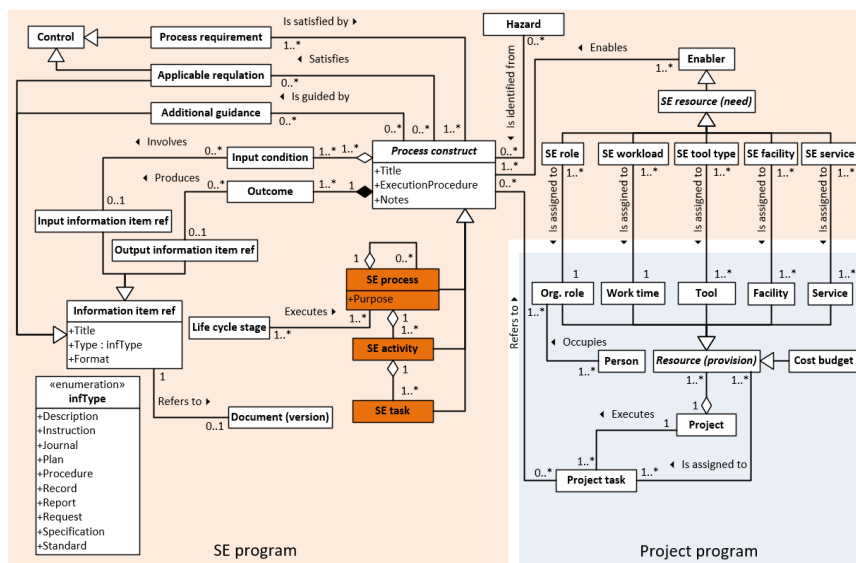 Is satisfied by ►
Hazard
Control
Process requirement
1..*
0..*
◄ Enables
◄ Satisfies
Is identified from
Enabler
1..*
Applicable requlation
0..*
◄ Is guided by
SE resource (need)
Additional guidance
0..*
0..*
0..*
1..*
◄ Involves
0..*
Input condition
1..*
1..*
Process construct
0..*
SE role
SE workload
SE tool type
SE facility
SE service
+Title
1..*
1..*
1..*
1..*
1..*
1..*
◄ Produces
0..*
Outcome
1..*
1
+ExecutionProcedure
0..*
+Notes
Is assigned to
Is assigned to
Is assigned to
Is assigned to
Is assigned to
0..1
Input information item ref
0..1
Output information item ref
1
0..*
1
1
1..*
1..*
1..*
SE process
+Purpose
Org. role
Work time
Tool
Facility
Service
Information item ref
+Title
+Type : infType
+Format
Executes ►
1..*
1
Life cycle stage
1..*
1..*
1..*
Refers to ►
◄ Occupies
SE activity
Person
1..*
Resource (provision)
Cost budget
1
1
1..*
1..*
«enumeration»
infType
Refers to ►
1..*
1
◄ Executes
+Description
+Instruction
+Journal
+Plan
+Procedure
+Record
+Report
+Request
+Specification
+Standard
0..1
Document (version)
SE task
1
Project
1..*
◄ Is assigned to
0..*
Project task
1..*
SE program
Project program